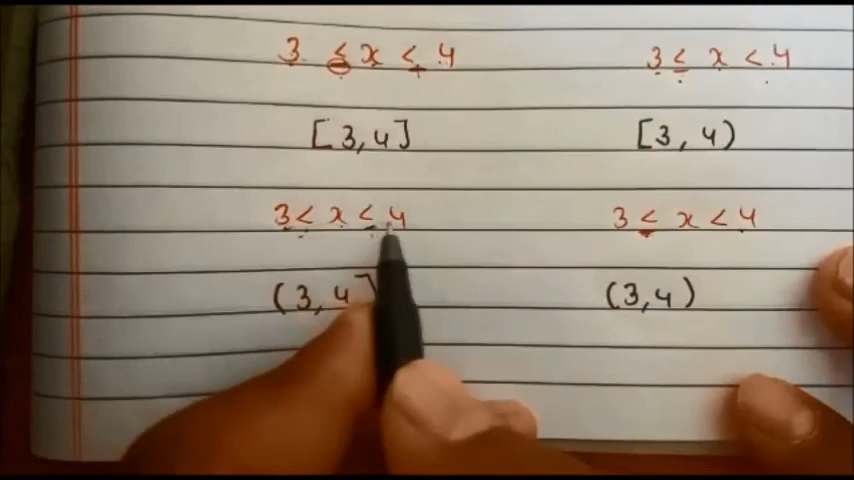 3 ≤ x ≤ 4 3 ≤ x < 4
[3,4] [3, 4)
3 < x ≤ 4 3 < x < 4
(3, 4] (3,4)